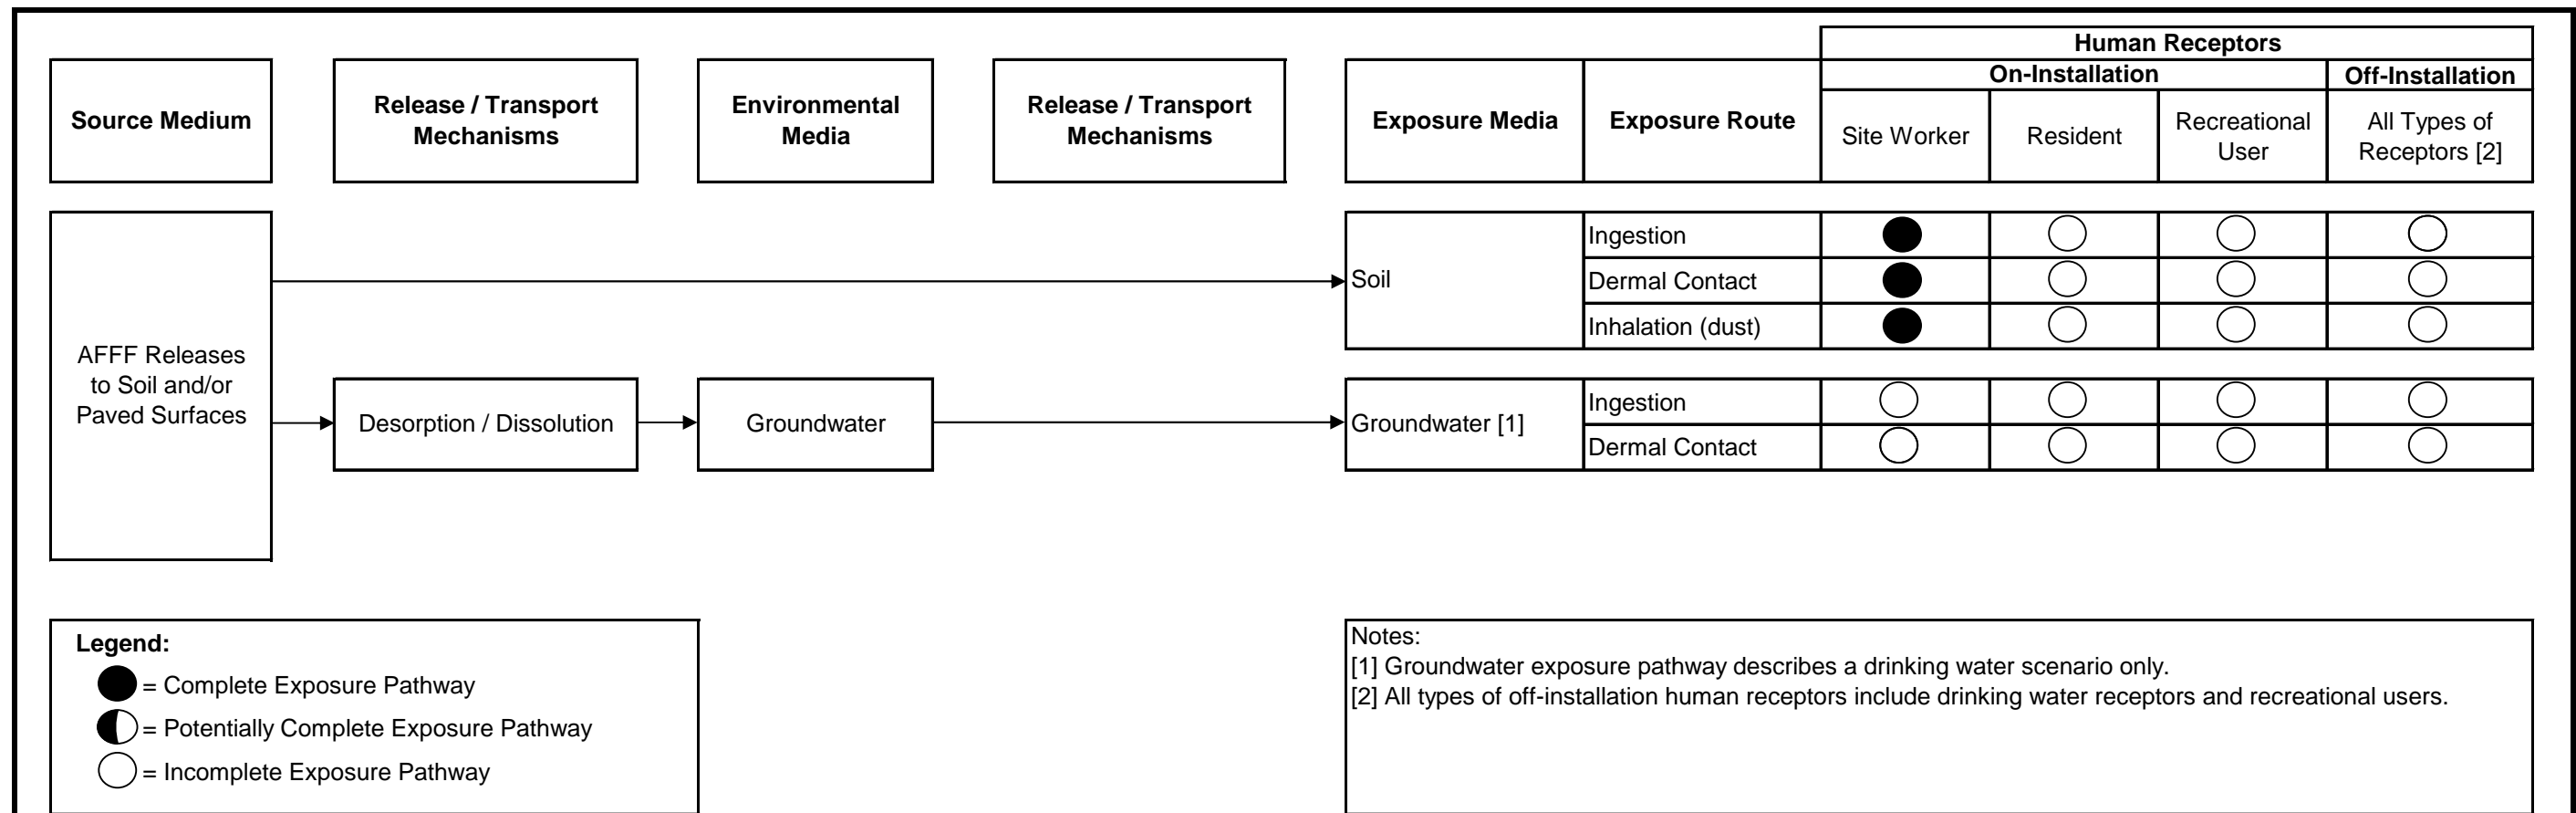 Human Receptors
On-Installation
Off-Installation
Source Medium
Release / Transport
Mechanisms
Environmental
Media
Release / Transport
Mechanisms
Exposure Media
Exposure Route
Site Worker
Resident
Recreational
User
All Types of
Receptors [2]
AFFF Releases
to Soil and/or
Paved Surfaces
Soil
Ingestion
Dermal Contact
Inhalation (dust)
Desorption / Dissolution
Groundwater
Groundwater [1]
Ingestion
Dermal Contact
Legend:
= Complete Exposure Pathway
= Potentially Complete Exposure Pathway
= Incomplete Exposure Pathway
Notes:
[1] Groundwater exposure pathway describes a drinking water scenario only.
[2] All types of off-installation human receptors include drinking water receptors and recreational users.